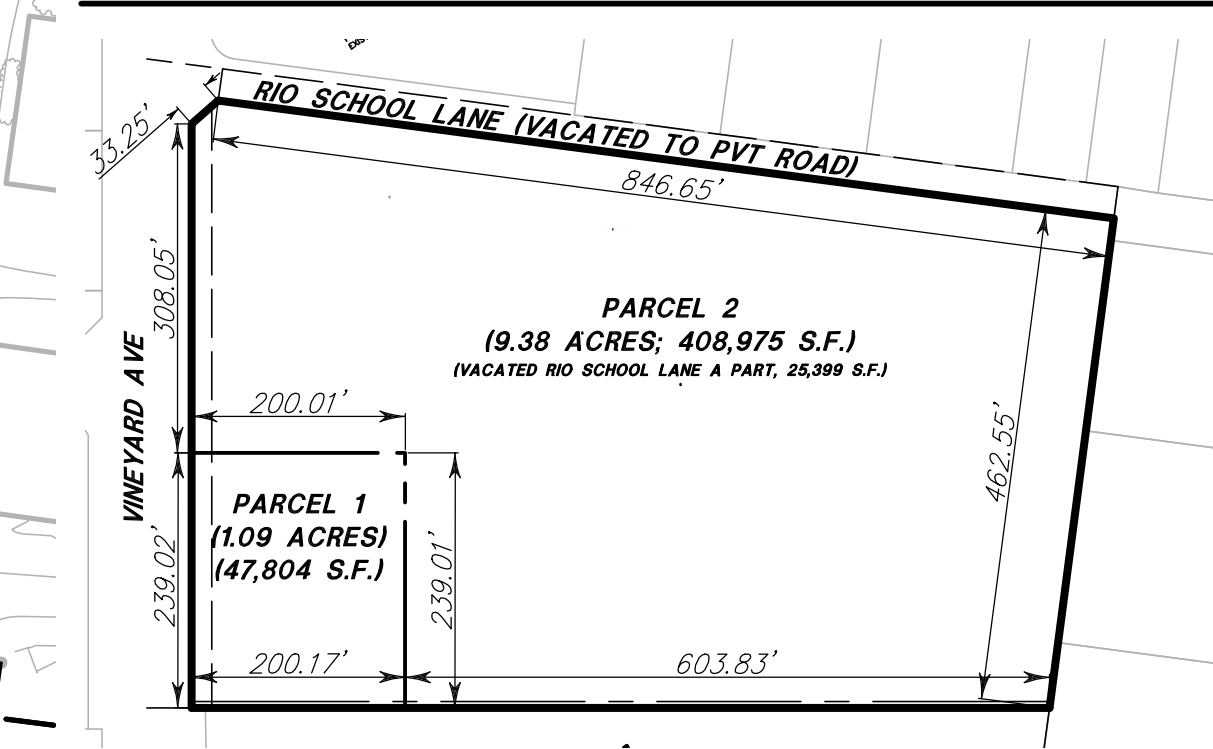 EXIST
RIO SCHOOL LANE (VACATED TO PVT ROAD)
33.25'
846.65'
308.05'
PARCEL 2
(9.38 ACRES; 408,975 S.F.)
(VACATED RIO SCHOOL LANE A PART, 25,399 S.F.)
VINEYARD AVE
200.01'
462.55'
PARCEL 1
(1.09 ACRES)
(47,804 S.F.)
239.02'
239.01'
200.17'
603.83'